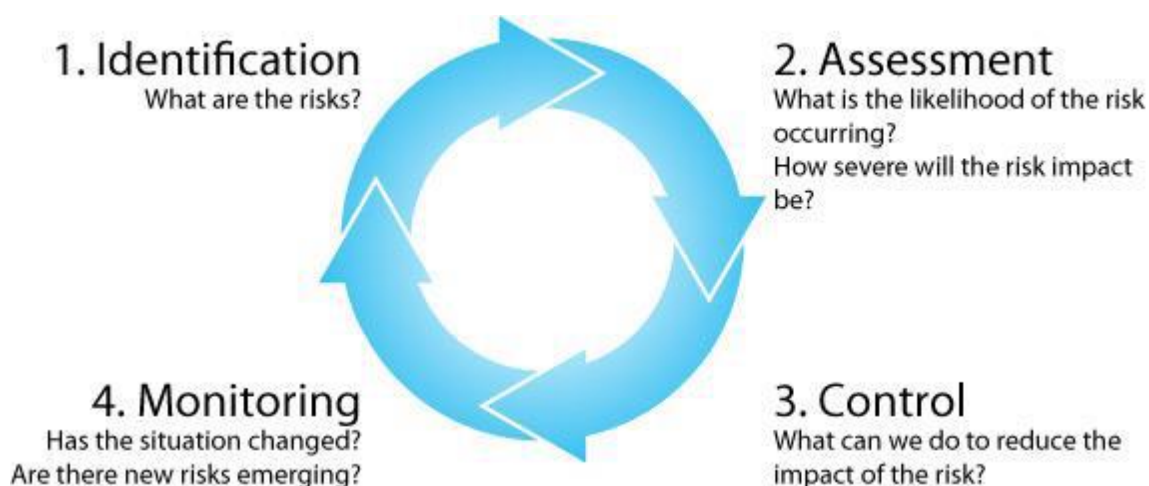 1. Identification
What are the risks?
2. Assessment
What is the likelihood of the risk
occurring?
How severe will the risk impact
be?
3. Control
What can we do to reduce the
impact of the risk?
4. Monitoring
Has the situation changed?
Are there new risks emerging?